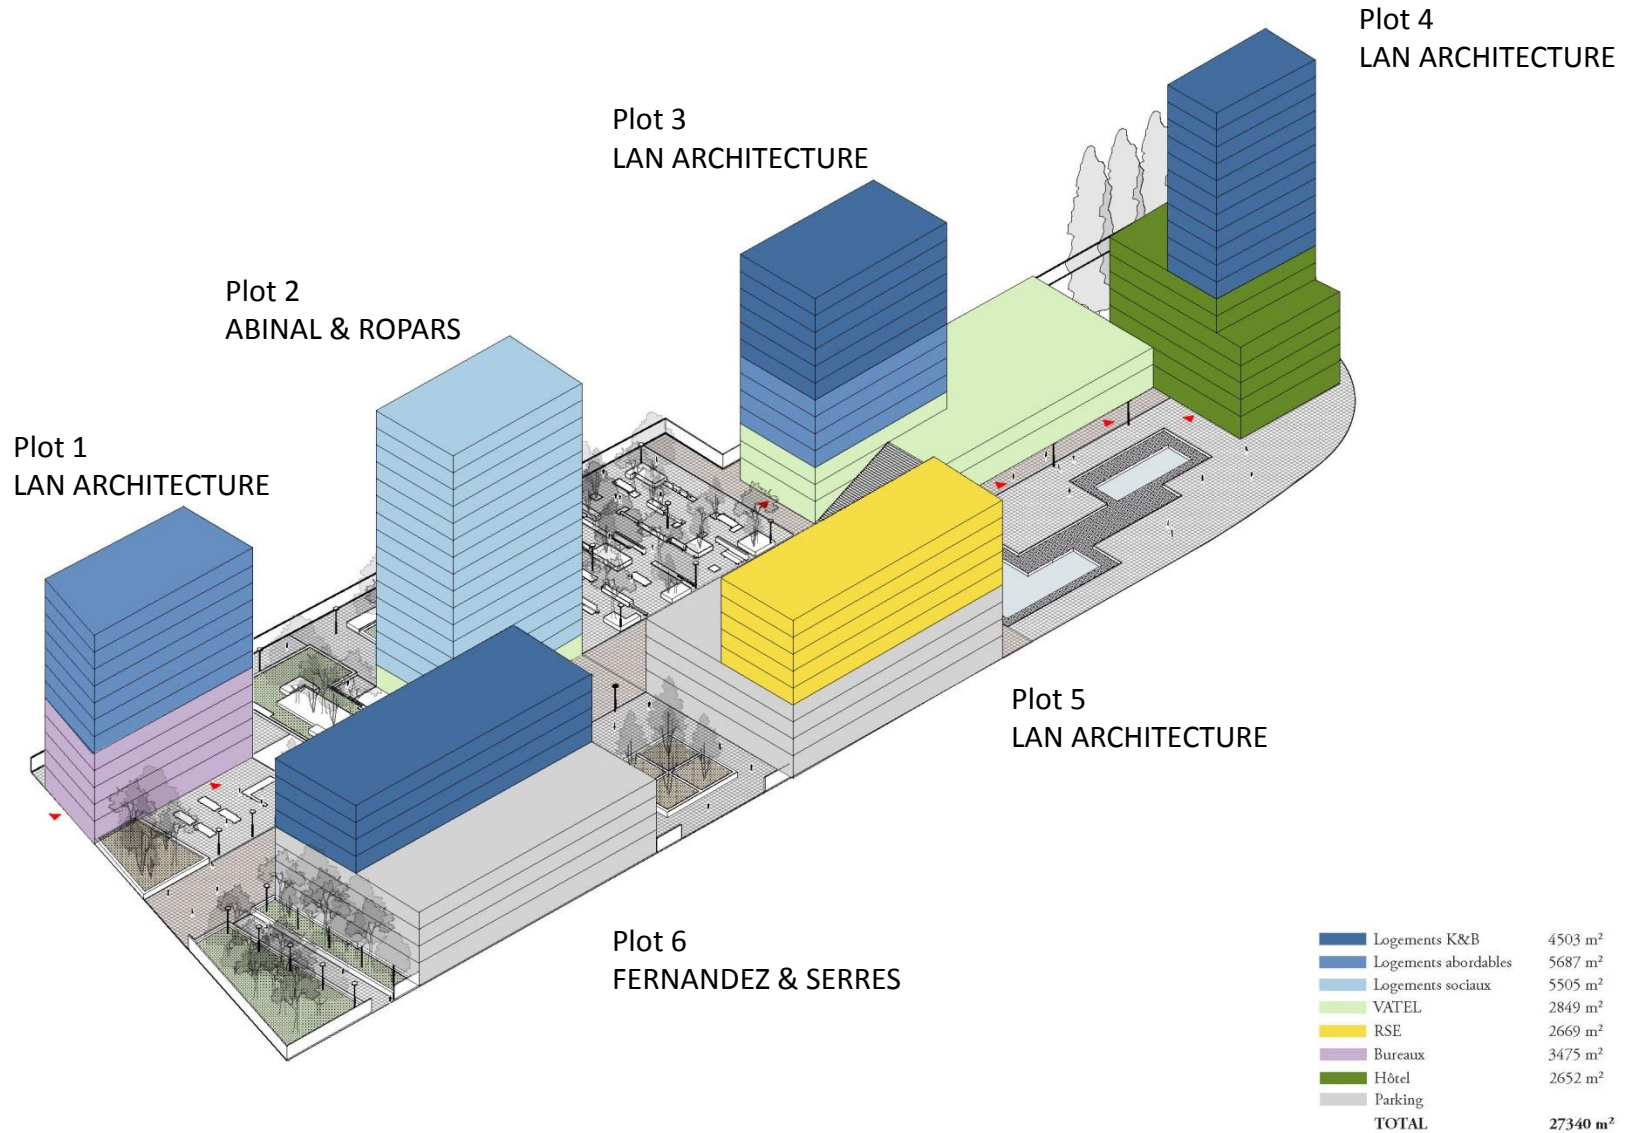 Plot 4
LAN ARCHITECTURE
Plot 3
LAN ARCHITECTURE
Plot 2
ABINAL & ROPARS
Plot 1
LAN ARCHITECTURE
Plot 5
LAN ARCHITECTURE
Plot 6
FERNANDEZ & SERRES
Logements K&B 4503 m²
Logements abordables 5687 m²
Logements sociaux 5505 m²
VATEL 2849 m²
RSE 2669 m²
Bureaux 3475 m²
Hôtel 2652 m²
Parking
TOTAL 27340 m²